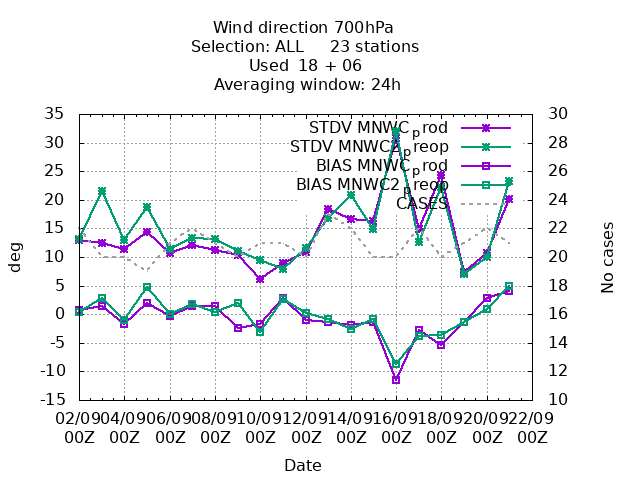 Wind direction 700hPa
Selection: ALL     23 stations
Used  18 + 06
Averaging window: 24h
35 30
30 28
25 26
20 24
15 22
10 20
5 18
0 16
-5 14
-10 12
-15 10
STDV MNWC_prod
STDV MNWC2_preop
BIAS MNWC_prod
BIAS MNWC2_preop
CASES
deg
No cases
02/09 04/09 06/09 08/09 10/09 12/09 14/09 16/09 18/09 20/09 22/09
00Z 00Z 00Z 00Z 00Z 00Z 00Z 00Z 00Z 00Z 00Z
Date